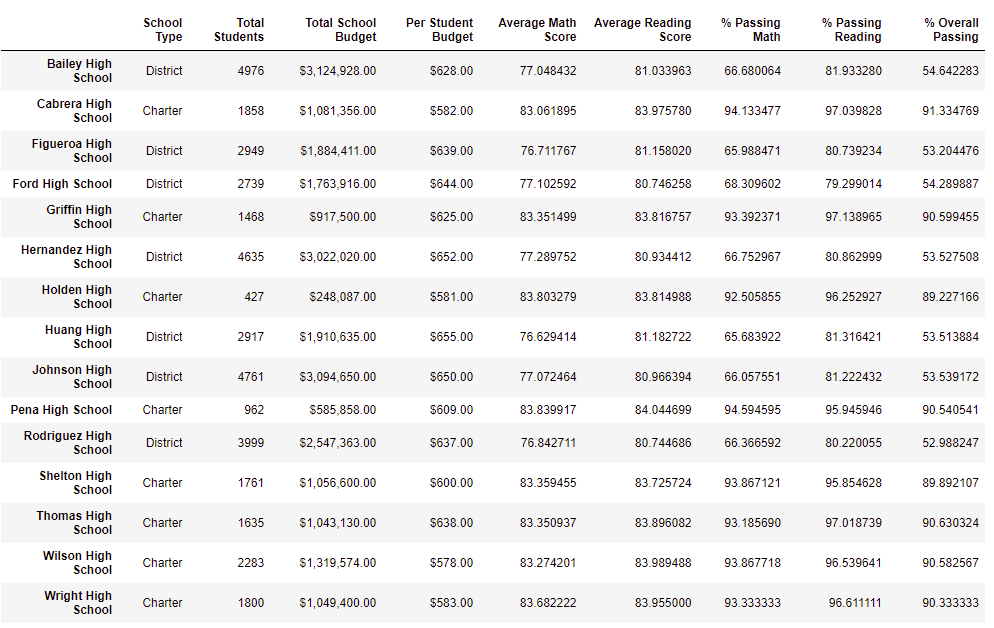 School Type Total Students Total School Budget Per Student Budget Average Math Score Average Reading Score % Passing Math % Passing Reading % Overall Passing
Bailey High School District 4976 $3,124,928.00 $628.00 77.048432 81.033963 66.680064 81.933280 54.642283
Cabrera High School Charter 1858 $1,081,356.00 $582.00 83.061895 83.975780 94.133477 97.039828 91.334769
Figueroa High School District 2949 $1,884,411.00 $639.00 76.711767 81.158020 65.988471 80.739234 53.204476
Ford High School District 2739 $1,763,916.00 $644.00 77.102592 80.746258 68.309602 79.299014 54.289887
Griffin High School Charter 1468 $917,500.00 $625.00 83.351499 83.816757 93.392371 97.138965 90.599455
Hernandez High School District 4635 $3,022,020.00 $652.00 77.289752 80.934412 66.752967 80.862999 53.527508
Holden High School Charter 427 $248,087.00 $581.00 83.803279 83.814988 92.505855 96.252927 89.227166
Huang High School District 2917 $1,910,635.00 $655.00 76.629414 81.182722 65.683922 81.316421 53.513884
Johnson High School District 4761 $3,094,650.00 $650.00 77.072464 80.966394 66.057551 81.222432 53.539172
Pena High School Charter 962 $585,858.00 $609.00 83.839917 84.044699 94.594595 95.945946 90.540541
Rodriguez High School District 3999 $2,547,363.00 $637.00 76.842711 80.744686 66.366592 80.220055 52.988247
Shelton High School Charter 1761 $1,056,600.00 $600.00 83.359455 83.725724 93.867121 95.854628 89.892107
Thomas High School Charter 1635 $1,043,130.00 $638.00 83.350937 83.896082 93.185690 97.018739 90.630324
Wilson High School Charter 2283 $1,319,574.00 $578.00 83.274201 83.989488 93.867718 96.539641 90.582567
Wright High School Charter 1800 $1,049,400.00 $583.00 83.682222 83.955000 93.333333 96.611111 90.333333